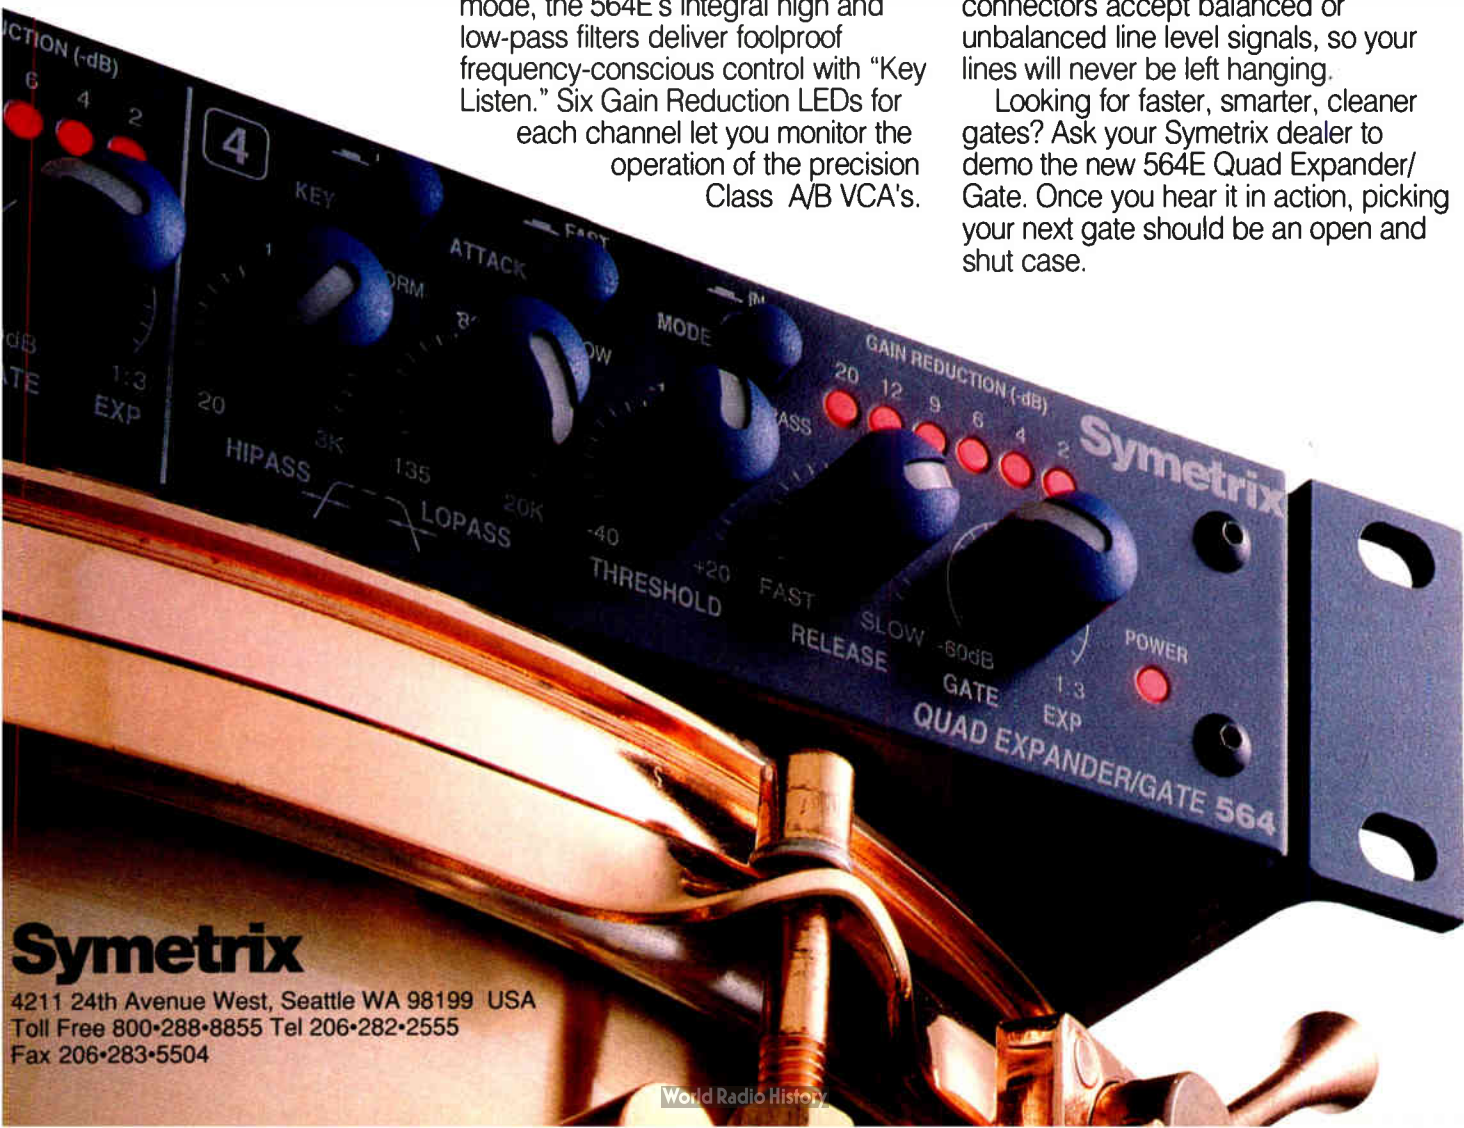 mode, the 564E's integral high and
low-pass filters deliver foolproof
frequency-conscious control with “Key
Listen.” Six Gain Reduction LEDs for
each channel let you monitor the
operation of the precision
Class A/B VCA's.
connectors accept balanced or
unbalanced line level signals, so your
lines will never be left hanging.
Looking for faster, smarter, cleaner
gates? Ask your Symetrix dealer to
demo the new 564E Quad Expander/
Gate. Once you hear it in action, picking
your next gate should be an open and
shut case.
(-dB)
6 4 2
1:3
EXP
4
KEY
1
20
3K
HIPASS
ATTACK
FAST
135
20K
LOPASS
MODE
IN
-40
+20
THRESHOLD
FAST
SLOW
RELEASE
GAIN REDUCTION (-dB)
20 12 9 6 4 2
-60dB
GATE
1:3
EXP
Symetrix
POWER
QUAD EXPANDER/GATE 564
Symetrix
4211 24th Avenue West, Seattle WA 98199 USA
Toll Free 800•288•8855 Tel 206•282•2555
Fax 206•283•5504
World Radio History